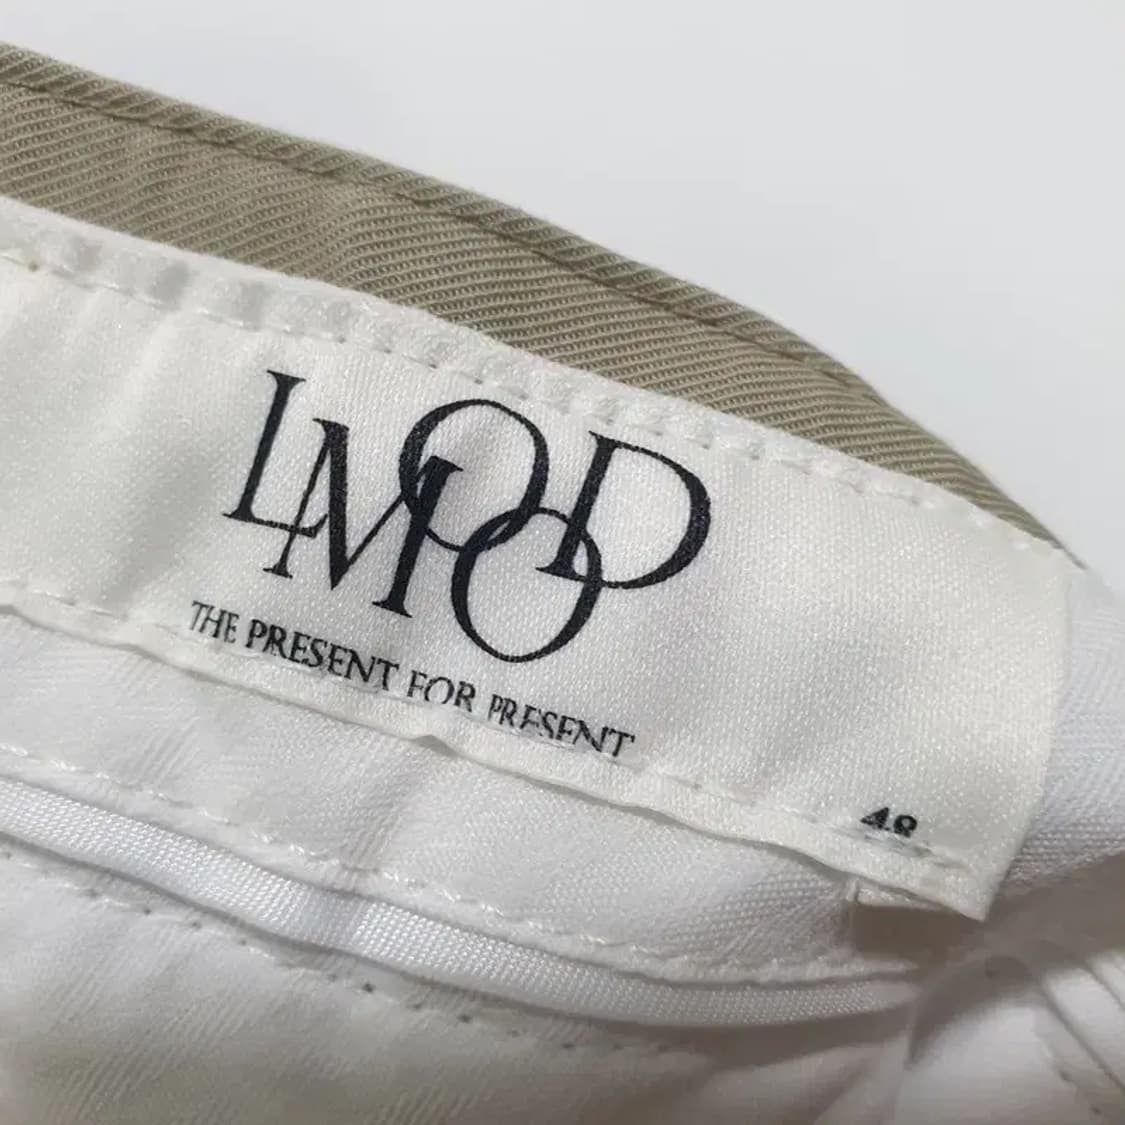 LMOOD
THE PRESENT FOR PRESENT
48